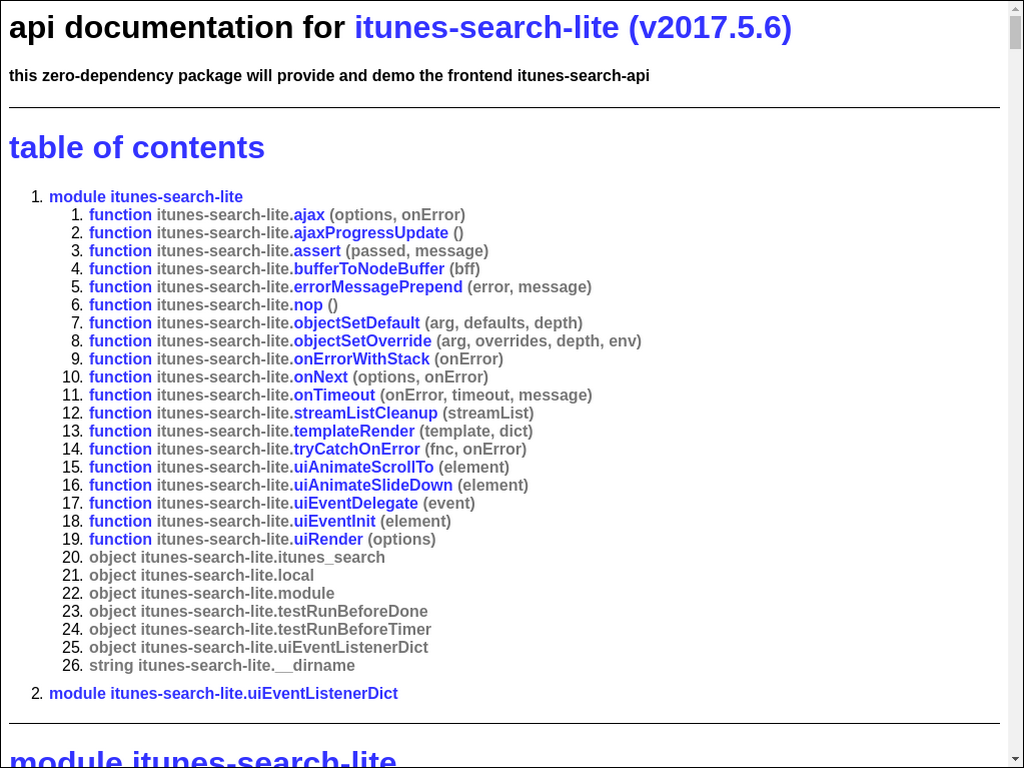 api documentation for itunes-search-lite (v2017.5.6)
this zero-dependency package will provide and demo the frontend itunes-search-api
table of contents
1. module itunes-search-lite
1. function itunes-search-lite.ajax (options, onError)
2. function itunes-search-lite.ajaxProgressUpdate ()
3. function itunes-search-lite.assert (passed, message)
4. function itunes-search-lite.bufferToNodeBuffer (bff)
5. function itunes-search-lite.errorMessagePrepend (error, message)
6. function itunes-search-lite.nop ()
7. function itunes-search-lite.objectSetDefault (arg, defaults, depth)
8. function itunes-search-lite.objectSetOverride (arg, overrides, depth, env)
9. function itunes-search-lite.onErrorWithStack (onError)
10. function itunes-search-lite.onNext (options, onError)
11. function itunes-search-lite.onTimeout (onError, timeout, message)
12. function itunes-search-lite.streamListCleanup (streamList)
13. function itunes-search-lite.templateRender (template, dict)
14. function itunes-search-lite.tryCatchOnError (fnc, onError)
15. function itunes-search-lite.uiAnimateScrollTo (element)
16. function itunes-search-lite.uiAnimateSlideDown (element)
17. function itunes-search-lite.uiEventDelegate (event)
18. function itunes-search-lite.uiEventInit (element)
19. function itunes-search-lite.uiRender (options)
20. object itunes-search-lite.itunes_search
21. object itunes-search-lite.local
22. object itunes-search-lite.module
23. object itunes-search-lite.testRunBeforeDone
24. object itunes-search-lite.testRunBeforeTimer
25. object itunes-search-lite.uiEventListenerDict
26. string itunes-search-lite.__dirname
2. module itunes-search-lite.uiEventListenerDict
module itunes-search-lite